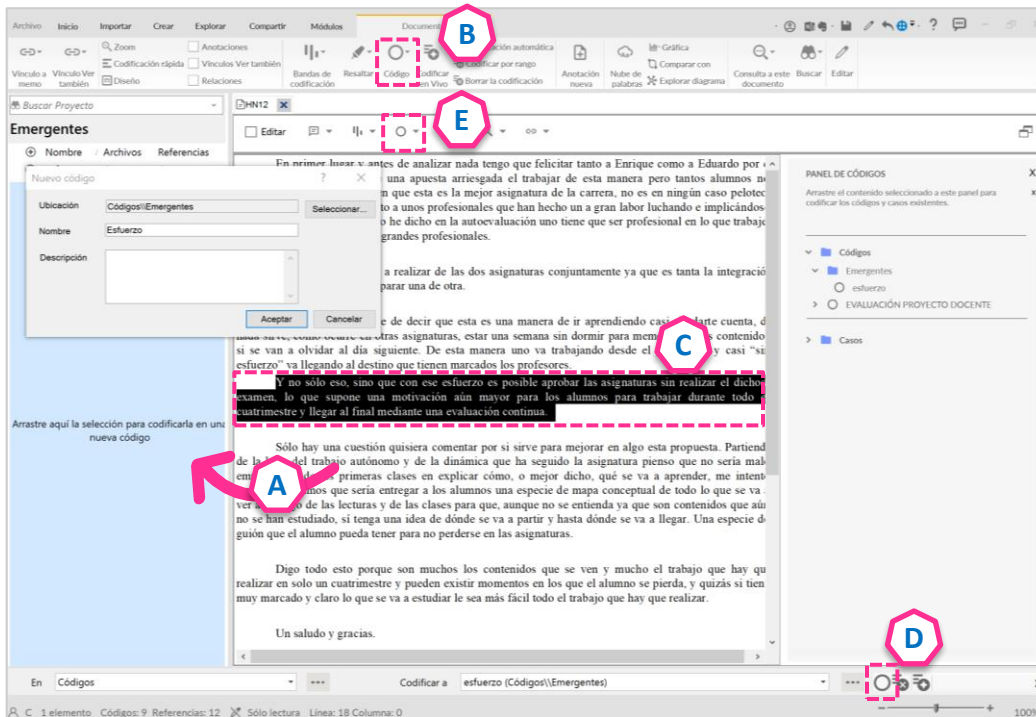 Archivo Inicio Importar Crear Explorar Compartir Módulos Document
B
Vínculo a memo
Vínculo Ver también
Zoom
Codificación rápida
Diseño
Anotaciones
Vínculos Ver también
Relaciones
Bandas de codificación
Resaltar
Código
Codificar en Vivo
automática
Codificar por rango
Borrar la codificación
Anotación nueva
Nube de palabras
Gráfica
Comparar con
Explorar diagrama
Consulta a este documento
Buscar
Editar
Buscar Proyecto
HN12
Emergentes
E
Editar
Nombre Archivos Referencias
Nuevo código ? X
Ubicación Códigos\\Emergentes Seleccionar...
Nombre Esfuerzo
Descripción
Aceptar Cancelar
Arrastre aquí la selección para codificarla en una
nueva código
En primer lugar y antes de analizar nada tengo que felicitar tanto a Enrique como a Eduardo por
una apuesta arriesgada el trabajar de esta manera pero tantos alumnos
que esta es la mejor asignatura de la carrera, no es en ningún caso
a unos profesionales que han hecho un a gran labor luchando e
he dicho en la autoevaluación uno tiene que ser profesional en lo que
grandes profesionales.
a realizar de las dos asignaturas conjuntamente ya que es tanta la
parar una de otra.
e de decir que esta es una manera de ir aprendiendo casi
nada sirve, como ocurre en otras asignaturas, estar una semana sin dormir para
si se van a olvidar al día siguiente. De esta manera uno va trabajando desde el y casi
esfuerzo” va llegando al destino que tienen marcados los profesores.
C
Y no sólo eso, sino que con ese esfuerzo es posible aprobar las asignaturas sin realizar el dicho
examen, lo que supone una motivación aún mayor para los alumnos para trabajar durante todo
cuatrimestre y llegar al final mediante una evaluación continua.
Sólo hay una cuestión quisiera comentar por si sirve para mejorar en algo esta propuesta.
de la del trabajo autónomo y de la dinámica que ha seguido la asignatura pienso que no sería
primeras clases en explicar cómo, o mejor dicho, qué se va a aprender, me
que sería entregar a los alumnos una especie de mapa conceptual de todo lo que se va
ver de las lecturas y de las clases para que, aunque no se entienda ya que son contenidos que
no se han estudiado, sí tenga una idea de dónde se va a partir y hasta dónde se va a llegar. Una especie
guión que el alumno pueda tener para no perderse en las asignaturas.
Digo todo esto porque son muchos los contenidos que se ven y mucho el trabajo que hay
realizar en solo un cuatrimestre y pueden existir momentos en los que el alumno se pierda, y quizás si
muy marcado y claro lo que se va a estudiar le sea más fácil todo el trabajo que hay que realizar.
Un saludo y gracias.
A
PANEL DE CÓDIGOS X
Arrastre el contenido seleccionado a este panel para
codificar los códigos y casos existentes.
Códigos
Emergentes
esfuerzo
EVALUACIÓN PROYECTO DOCENTE
Casos
D
En Códigos ... Codificar a esfuerzo (Códigos\\Emergentes) ...
C 1 elemento Códigos: 9 Referencias: 12 Sólo lectura Línea: 18 Columna: 0 - + 100